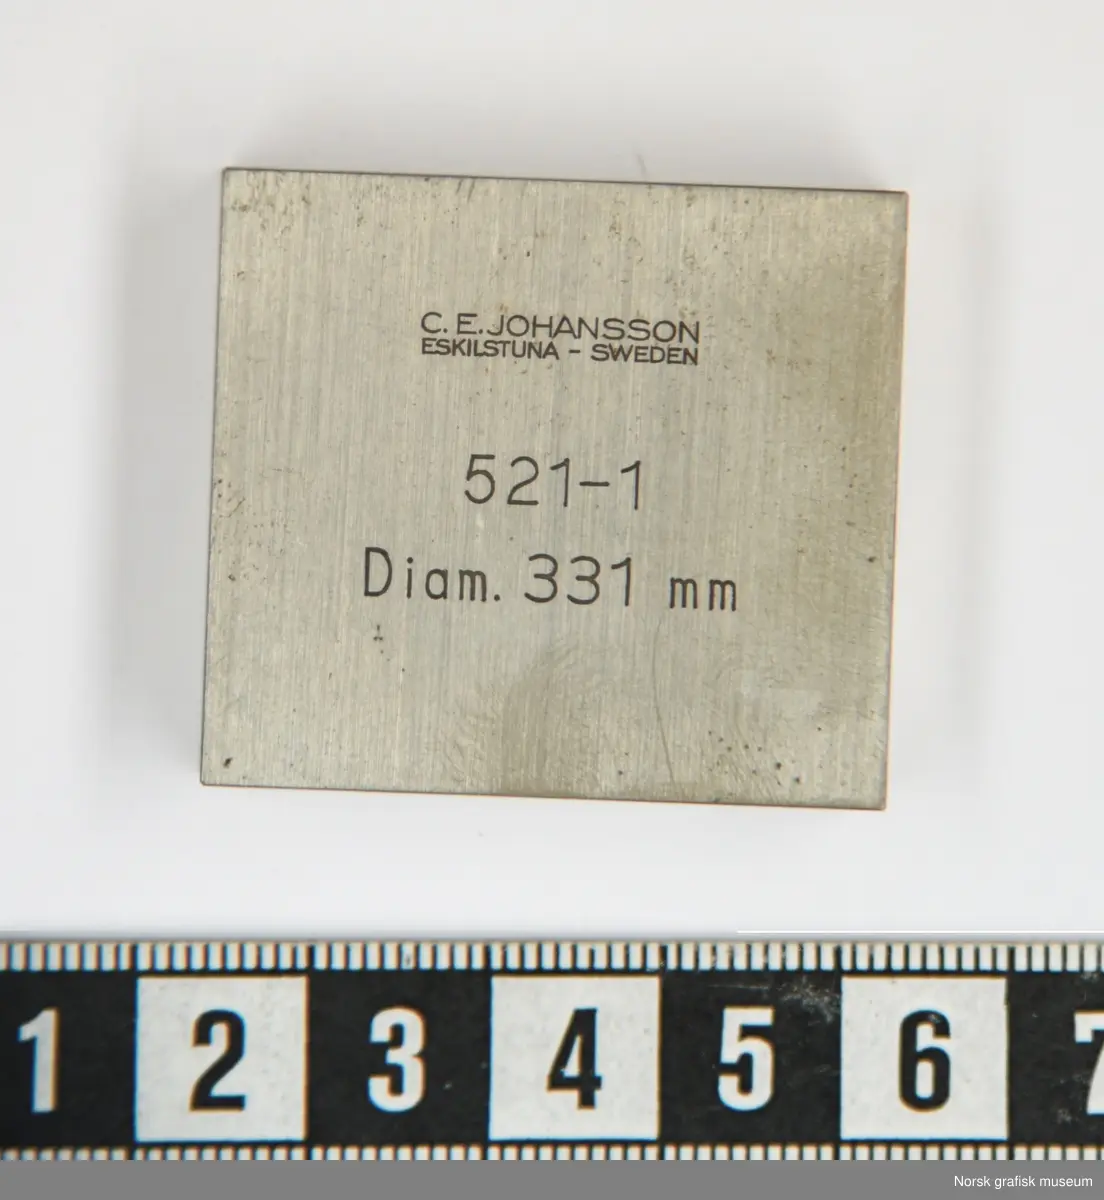 C. E. JOHANSSON
ESKILSTUNA - SWEDEN
521-1
Diam. 331 mm
1 2 3 4 5 6 7
Norsk grafisk museum